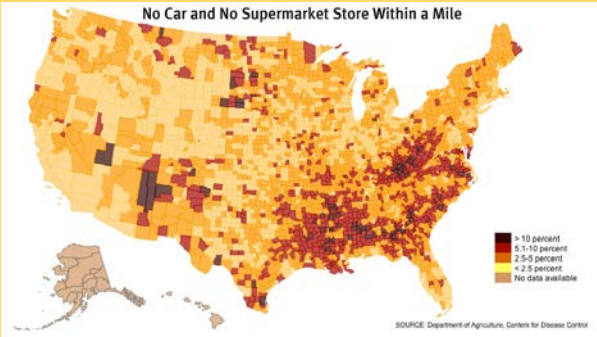 No Car and No Supermarket Store Within a Mile
> 10 percent
5.1-10 percent
2.5-5 percent
< 2.5 percent
No data available
SOURCE: Department of Agriculture, Centers for Disease Control